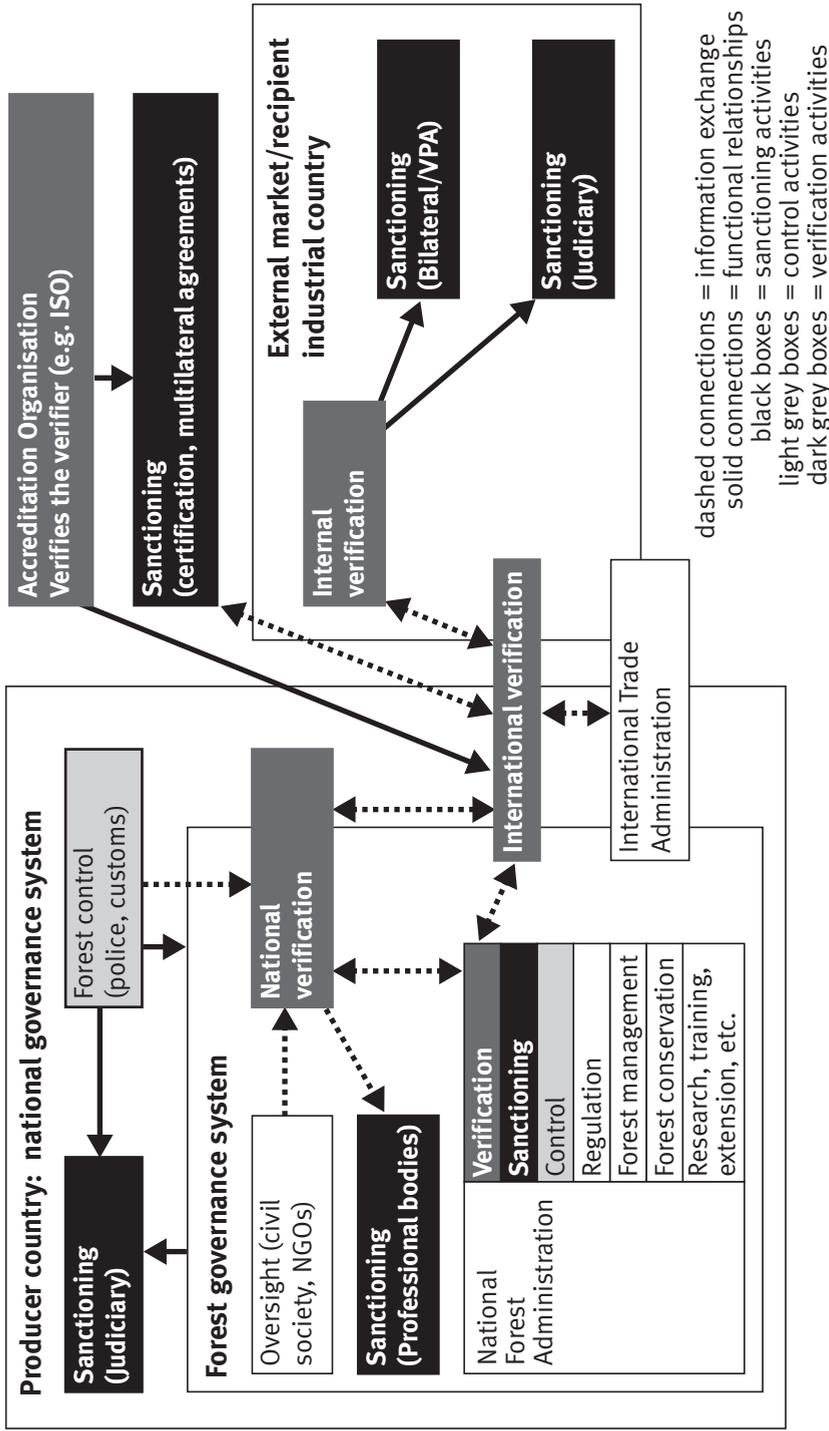 Producer country:  national governance system
Sanctioning
(Judiciary)
Forest control
(police, customs)
Forest governance system
Oversight (civil
society, NGOs)
National
verification
Sanctioning
(Professional bodies)
National
Forest
Administration
Verification
Sanctioning
Control
Regulation
Forest management
Forest conservation
Research, training,
extension, etc.
International verification
International Trade
Administration
Accreditation Organisation
Verifies the verifier (e.g. ISO)
Sanctioning
(certification, multilateral agreements)
External market/recipient
industrial country
Internal
verification
Sanctioning
(Bilateral/VPA)
Sanctioning
(Judiciary)
dashed connections = information exchange
solid connections = functional relationships
black boxes = sanctioning activities
light grey boxes = control activities
dark grey boxes = verification activities